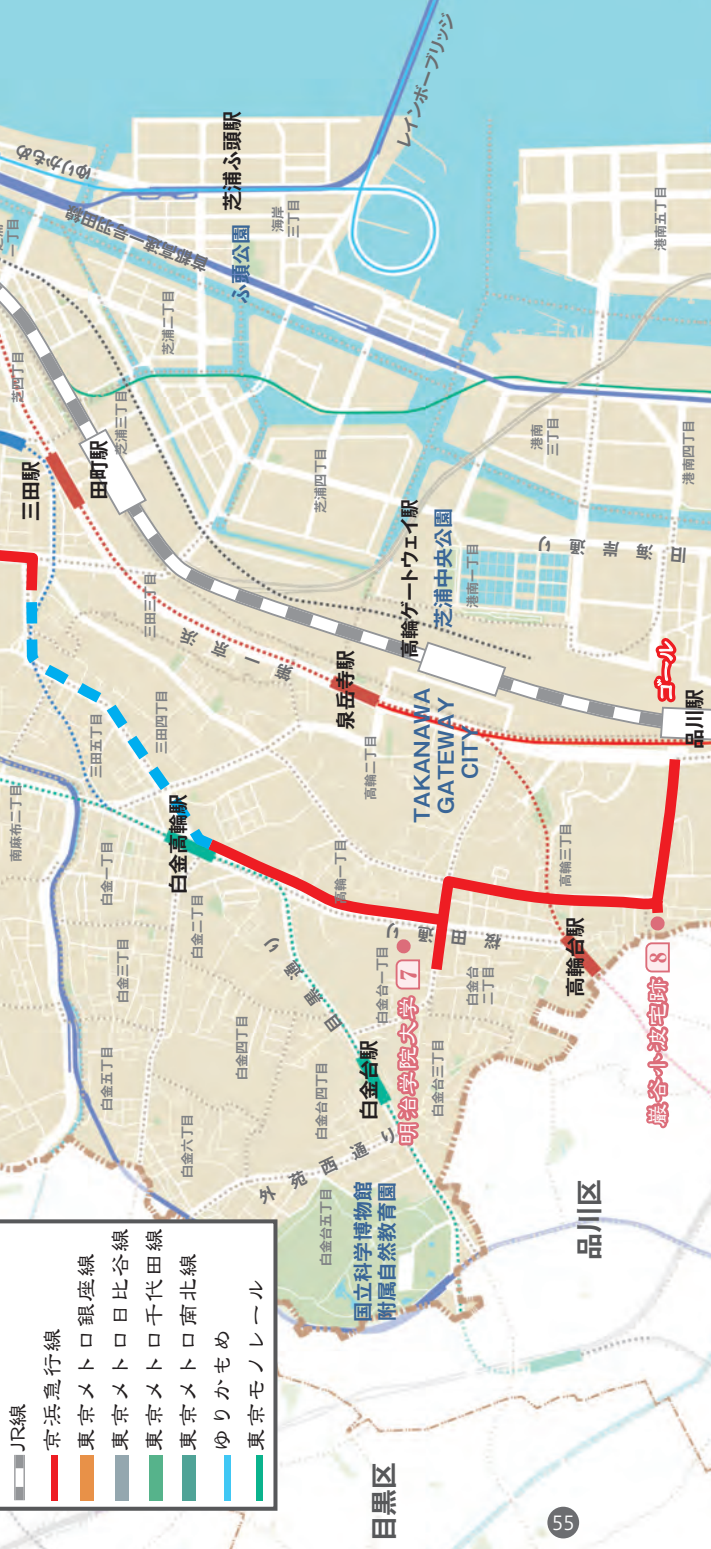 JR線
京浜急行線
東京メトロ銀座線
東京メトロ日比谷線
東京メトロ千代田線
東京メトロ南北線
ゆりかもめ
東京モノレール
ゆりかもめ
首都高速一号羽田線
芝浦ふ頭駅
ふ頭公園
海岸
三丁目
レインボーブリッジ
港南五丁目
芝四丁目
芝浦二丁目
芝浦三丁目
三田駅
田町駅
芝浦四丁目
港南
三丁目
港南四丁目
三田三丁目
第一京浜
高輪ゲートウェイ駅
芝浦中央公園
港南一丁目
旧海岸通り
泉岳寺駅
TAKANAWA
GATEWAY
CITY
ゴール
品川駅
南麻布二丁目
三田五丁目
三田四丁目
高輪二丁目
白金高輪駅
白金一丁目
白金二丁目
高輪一丁目
高輪三丁目
桜田通り
白金三丁目
目黒通り
白金台一丁目
明治学院大学 7
白金台
二丁目
高輪台駅
巌谷小波宅跡 8
白金五丁目
白金四丁目
白金台四丁目
白金台駅
白金台三丁目
白金六丁目
外苑西通り
白金台五丁目
国立科学博物館
附属自然教育園
品川区
目黒区
55